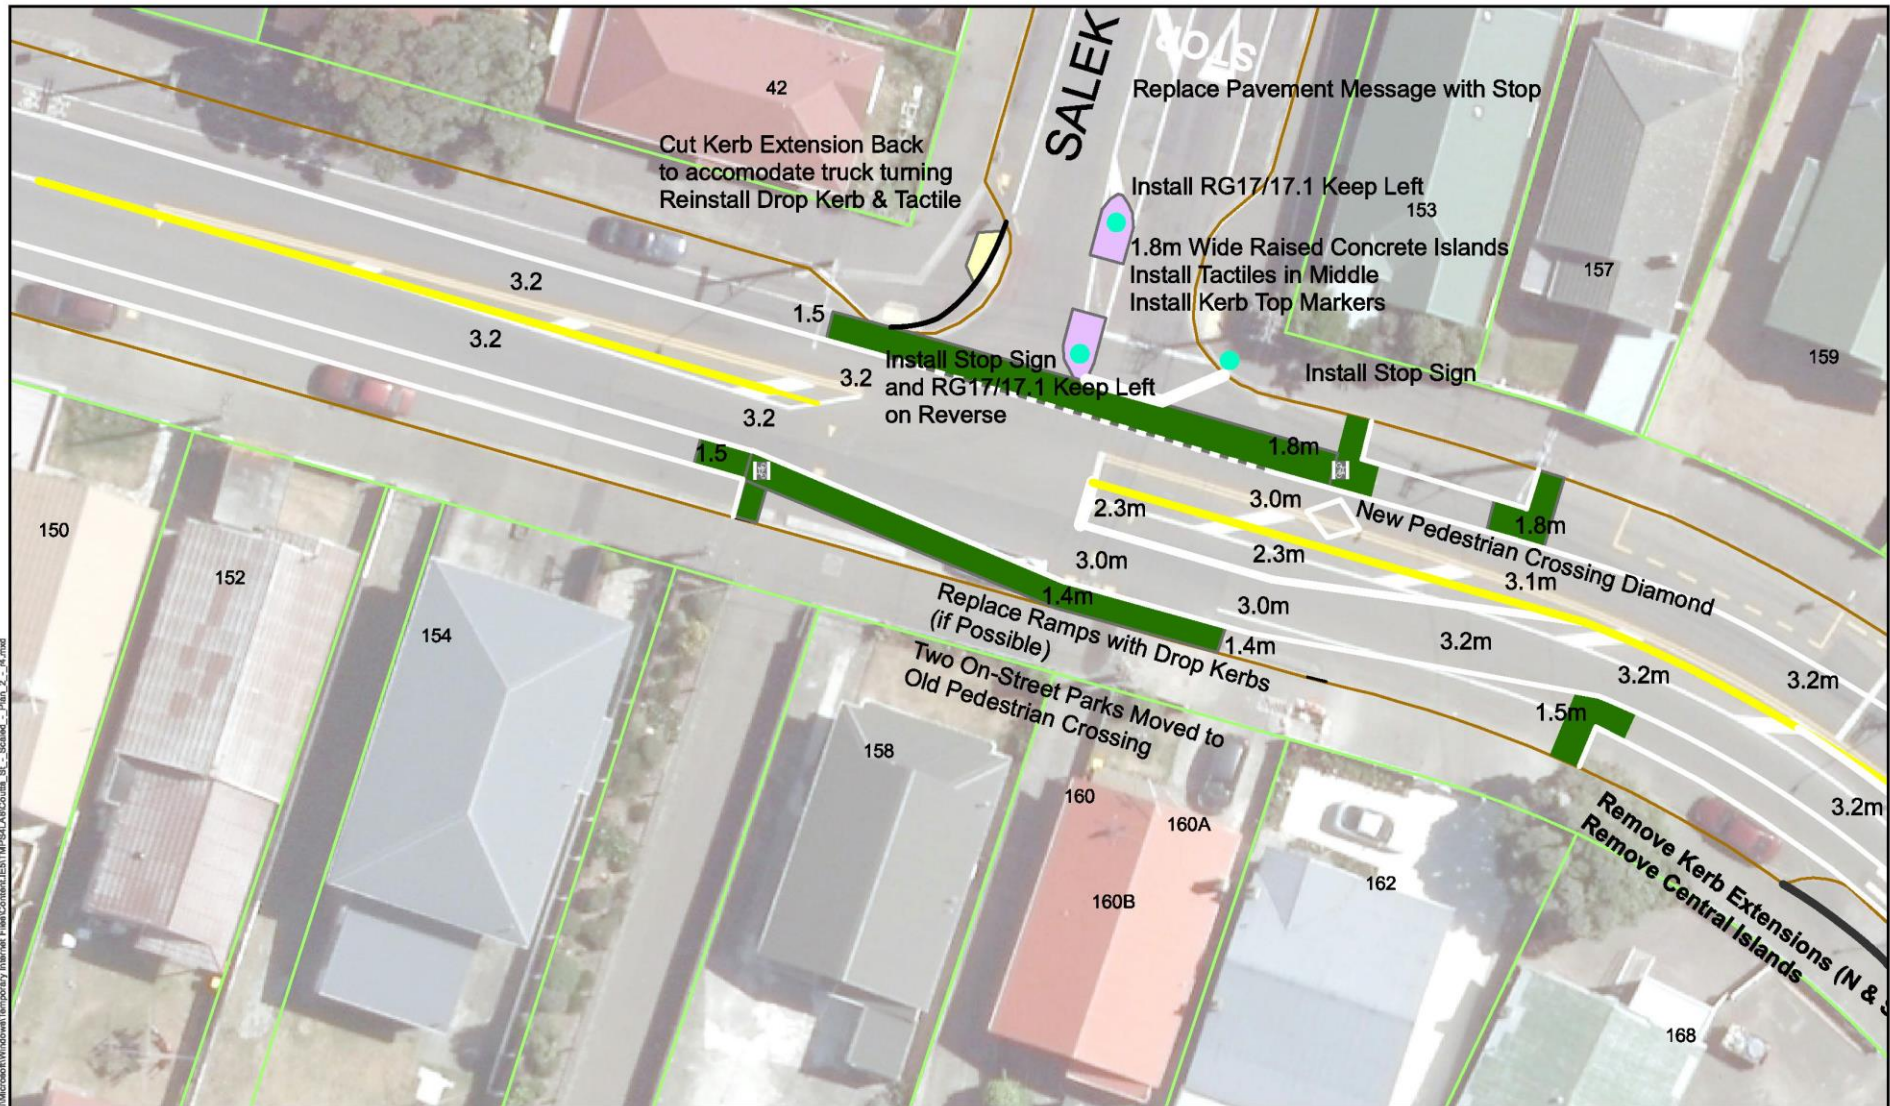 SALEK
STOP
42
Replace Pavement Message with Stop
Cut Kerb Extension Back
to accomodate truck turning
Reinstall Drop Kerb & Tactile
Install RG17/17.1 Keep Left
153
1.8m Wide Raised Concrete Islands
Install Tactiles in Middle
Install Kerb Top Markers
157
159
3.2
3.2
1.5
3.2
3.2
Install Stop Sign
and RG17/17.1 Keep Left
on Reverse
Install Stop Sign
1.5
1.8m
3.0m
2.3m
New Pedestrian Crossing Diamond
1.8m
150
152
154
3.0m
2.3m
3.1m
1.4m
3.0m
3.2m
1.4m
3.2m
3.2m
1.5m
3.2m
Replace Ramps with Drop Kerbs
(if Possible)
Two On-Street Parks Moved to
Old Pedestrian Crossing
158
160
160A
160B
162
168
Remove Kerb Extensions (N &
Remove Central Islands